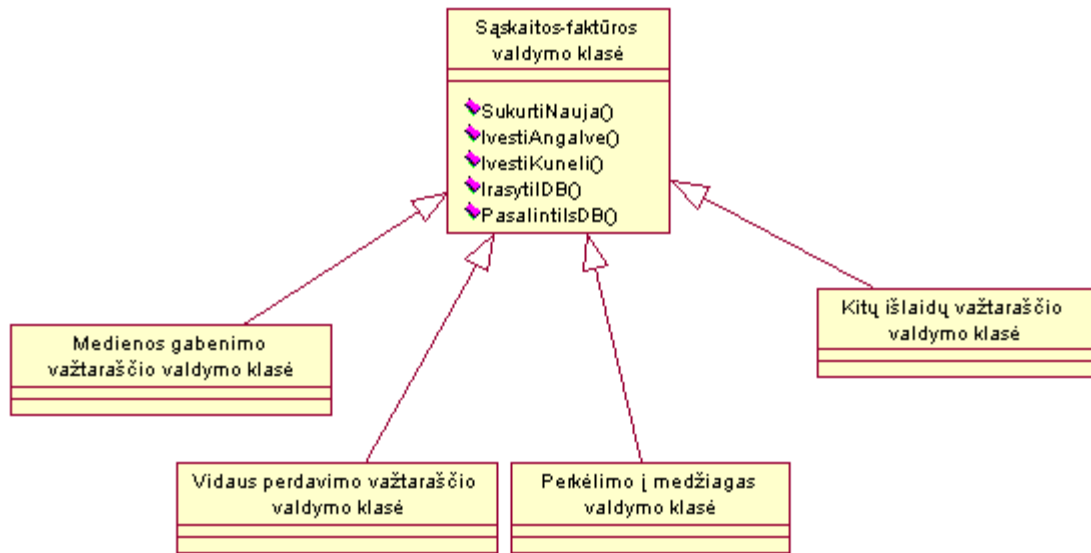 Sąskaitos-faktūros
valdymo klasė
SukurtiNauja()
IvestiAngalve()
IvestiKuneli()
IrasytiIDB()
PasalintiIsDB()
Medienos gabenimo
važtaraščio valdymo klasė
Vidaus perdavimo važtaraščio
valdymo klasė
Perkėlimo į medžiagas
valdymo klasė
Kitų išlaidų važtaraščio
valdymo klasė